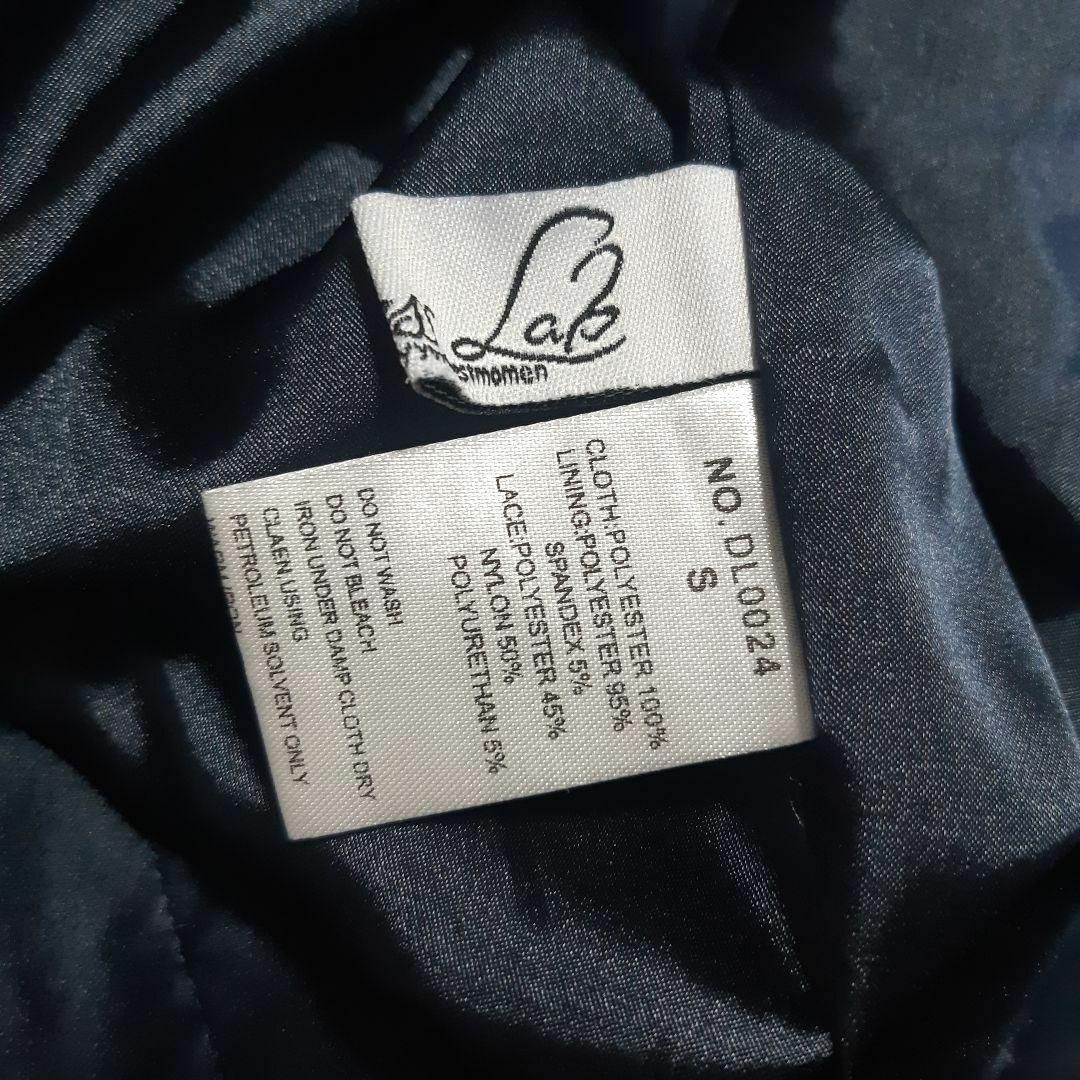 Lab
NO.DL0024
S
CLOTH:POLYESTER 100%
LINING:POLYESTER 95%
SPANDEX 5%
LACE:POLYESTER 45%
NYLON 50%
POLYURETHAN 5%
DO NOT WASH
DO NOT BLEACH
IRON UNDER DAMP CLOTH DRY
CLAEN USING
PETROLEUM SOLVENT ONLY